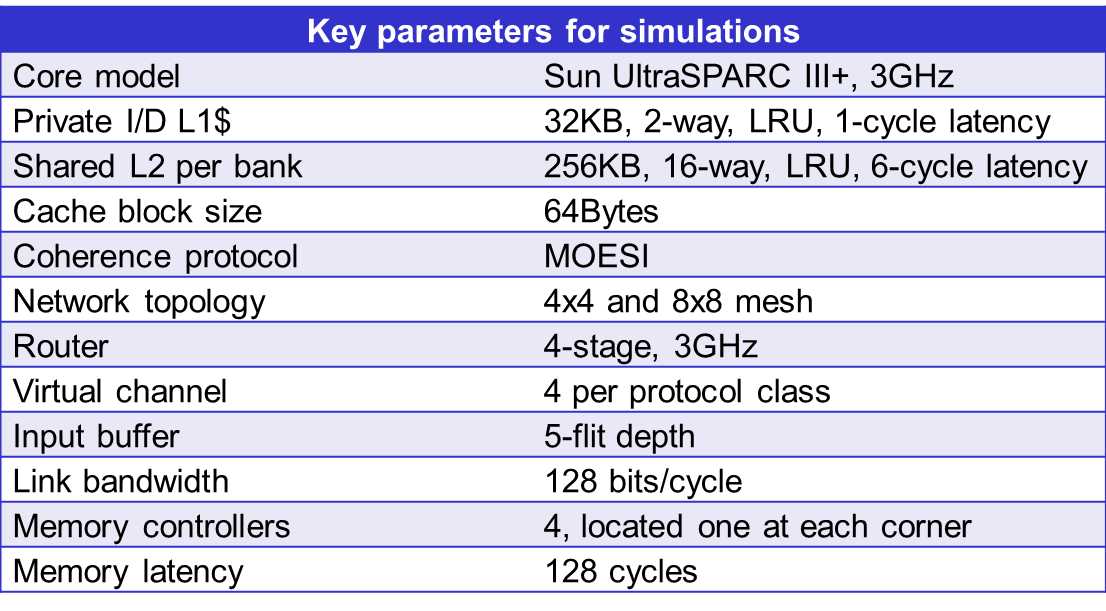 Key parameters for simulations
Core model Sun UltraSPARC III+, 3GHz
Private I/D L1$ 32KB, 2-way, LRU, 1-cycle latency
Shared L2 per bank 256KB, 16-way, LRU, 6-cycle latency
Cache block size 64Bytes
Coherence protocol MOESI
Network topology 4x4 and 8x8 mesh
Router 4-stage, 3GHz
Virtual channel 4 per protocol class
Input buffer 5-flit depth
Link bandwidth 128 bits/cycle
Memory controllers 4, located one at each corner
Memory latency 128 cycles